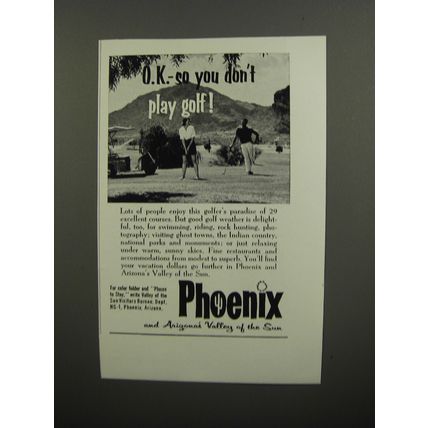 O.K.-so you don't
play golf!
Lots of people enjoy this golfer's paradise of 29
excellent courses. But good golf weather is delight-
ful, too, for swimming, riding, rock hunting, pho-
tography; visiting ghost towns, the Indian country,
national parks and monuments; or just relaxing
under warm, sunny skies. Fine restaurants and
accommodations from modest to superb. You'll find
your vacation dollars go further in Phoenix and
Arizona's Valley of the Sun.
For color folder and "Places
to Stay," write Valley of the
Sun Visitors Bureau, Dept.
NG-1, Phoenix, Arizona.
Phoenix
and Arizona's Valley of the Sun